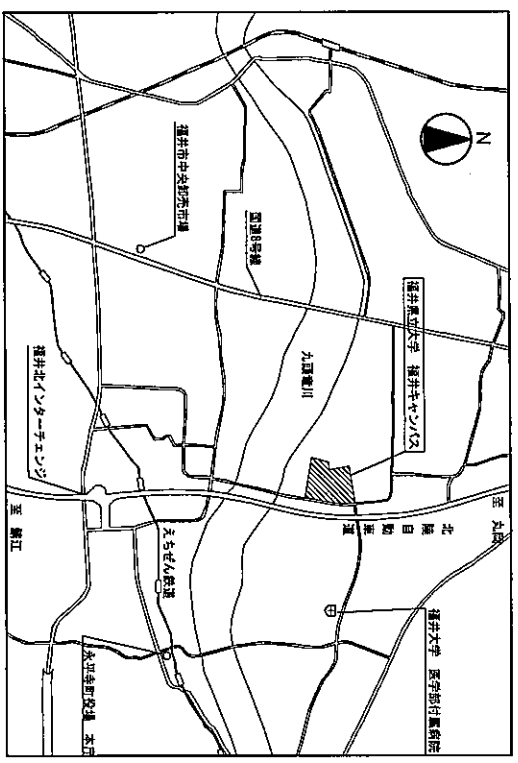 N
福井市中央卸売市場
国道8号線
福井県立大学　福井キャンパス
九頭竜川
福井北インターチェンジ
至 丸岡
北陸自動車道
至 鯖江
えちぜん鉄道
福井大学　医学部付属病院
永平寺町役場　本庁